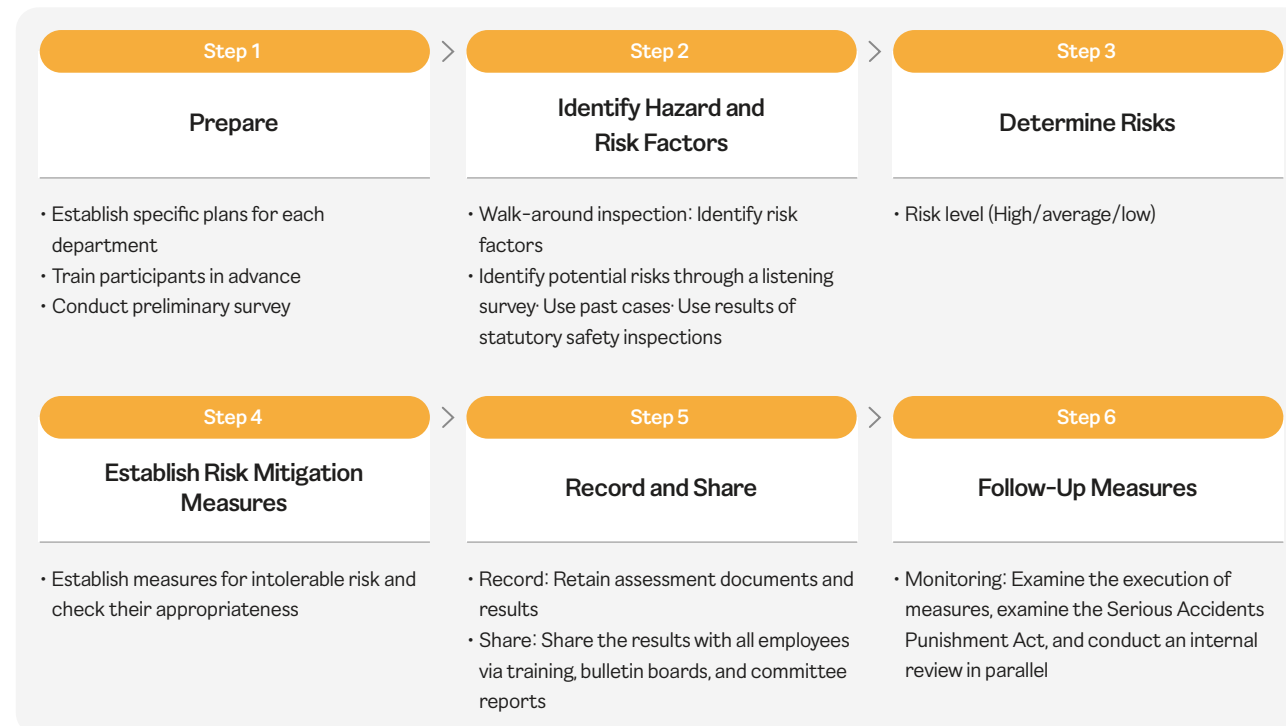 Step 1
Prepare
• Establish specific plans for each
department
• Train participants in advance
• Conduct preliminary survey
Step 2
Identify Hazard and
Risk Factors
• Walk-around inspection: Identify risk
factors
• Identify potential risks through a listening
survey· Use past cases· Use results of
statutory safety inspections
Step 3
Determine Risks
• Risk level (High/average/low)
Step 4
Establish Risk Mitigation
Measures
• Establish measures for intolerable risk and
check their appropriateness
Step 5
Record and Share
• Record: Retain assessment documents and
results
• Share: Share the results with all employees
via training, bulletin boards, and committee
reports
Step 6
Follow-Up Measures
• Monitoring: Examine the execution of
measures, examine the Serious Accidents
Punishment Act, and conduct an internal
review in parallel